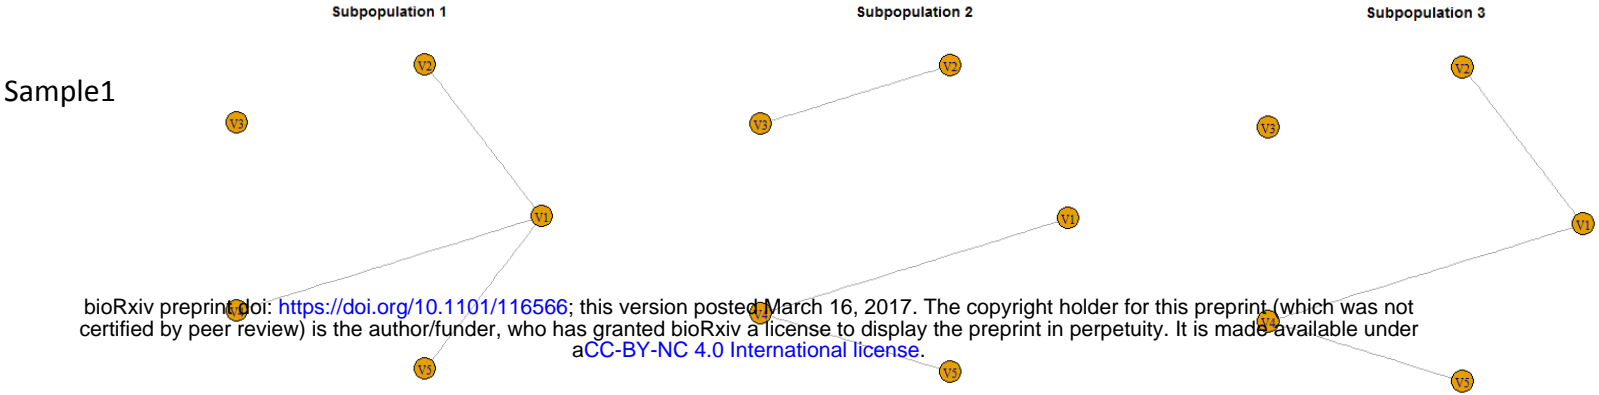 Subpopulation 1 Subpopulation 2 Subpopulation 3
Sample1
V2 V2 V2
V3 V3 V3
V1 V1 V1
bioRxiv preprint doi: https://doi.org/10.1101/116566; this version posted March 16, 2017. The copyright holder for this preprint (which was not
certified by peer review) is the author/funder, who has granted bioRxiv a license to display the preprint in perpetuity. It is made available under
aCC-BY-NC 4.0 International license.
V4
V5 V5 V5